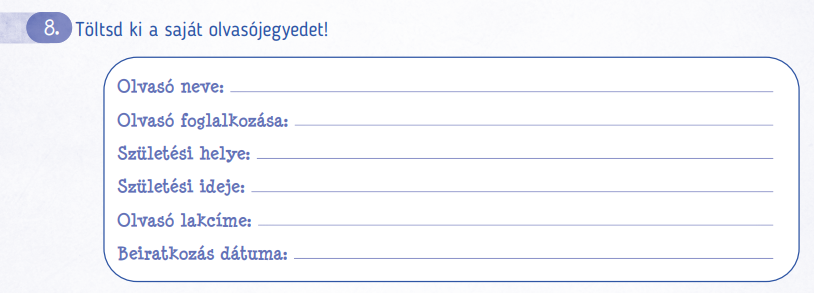 8. Töltsd ki a saját olvasójegyedet!
Olvasó neve:
Olvasó foglalkozása:
Születési helye:
Születési ideje:
Olvasó lakcíme:
Beiratkozás dátuma: